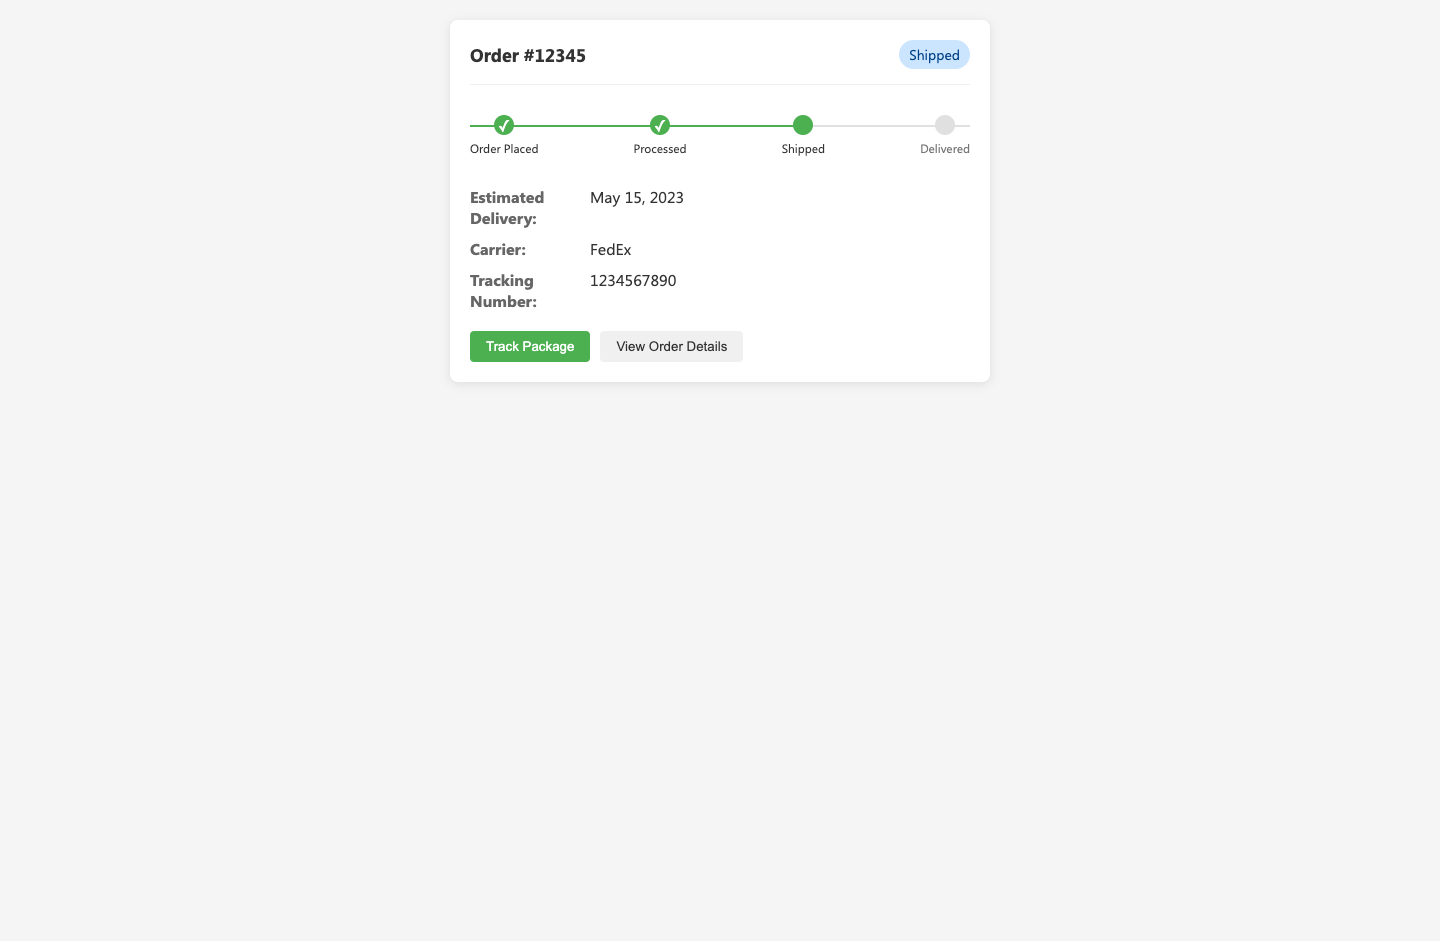 Order #12345
Shipped
Order Placed
Processed
Shipped
Delivered
Estimated
Delivery:
May 15, 2023
Carrier:
FedEx
Tracking
Number:
1234567890
Track Package
View Order Details